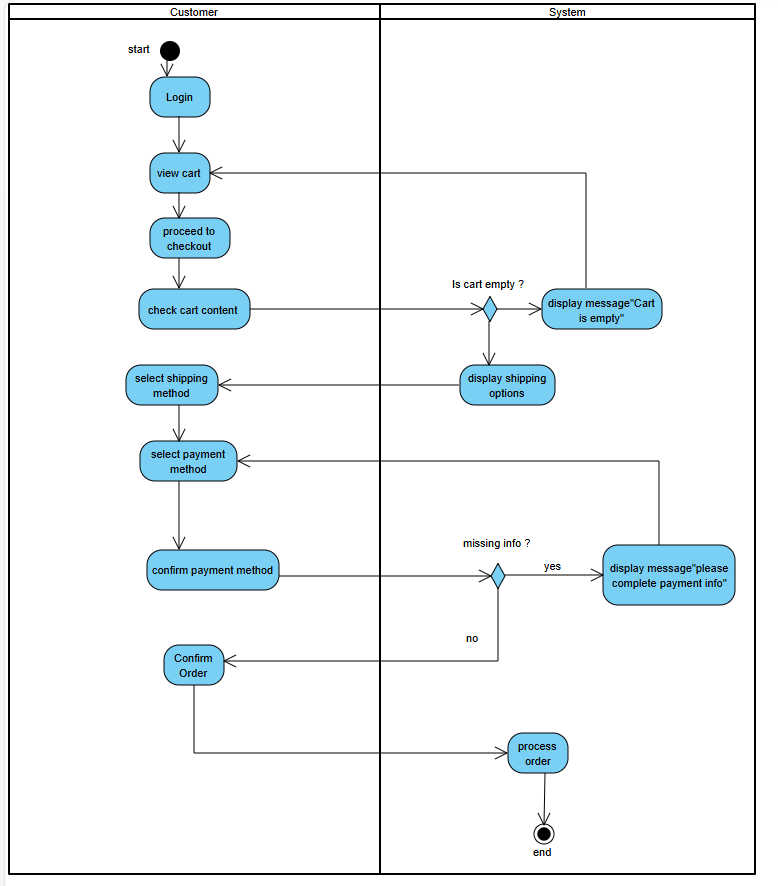 Customer
System
start
Login
view cart
proceed to
checkout
Is cart empty ?
check cart content
display message"Cart
is empty"
select shipping
method
display shipping
options
select payment
method
missing info ?
confirm payment method
yes
display message"please
complete payment info"
no
Confirm
Order
process
order
end